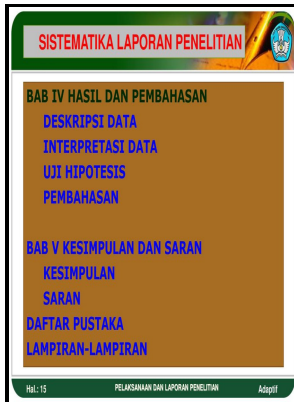 SISTEMATIKA LAPORAN PENELITIAN
BAB IV HASIL DAN PEMBAHASAN
DESKRIPSI DATA
INTERPRETASI DATA
UJI HIPOTESIS
PEMBAHASAN
BAB V KESIMPULAN DAN SARAN
KESIMPULAN
SARAN
DAFTAR PUSTAKA
LAMPIRAN-LAMPIRAN
Hal.: 15 PELAKSANAAN DAN LAPORAN PENELITIAN Adaptif